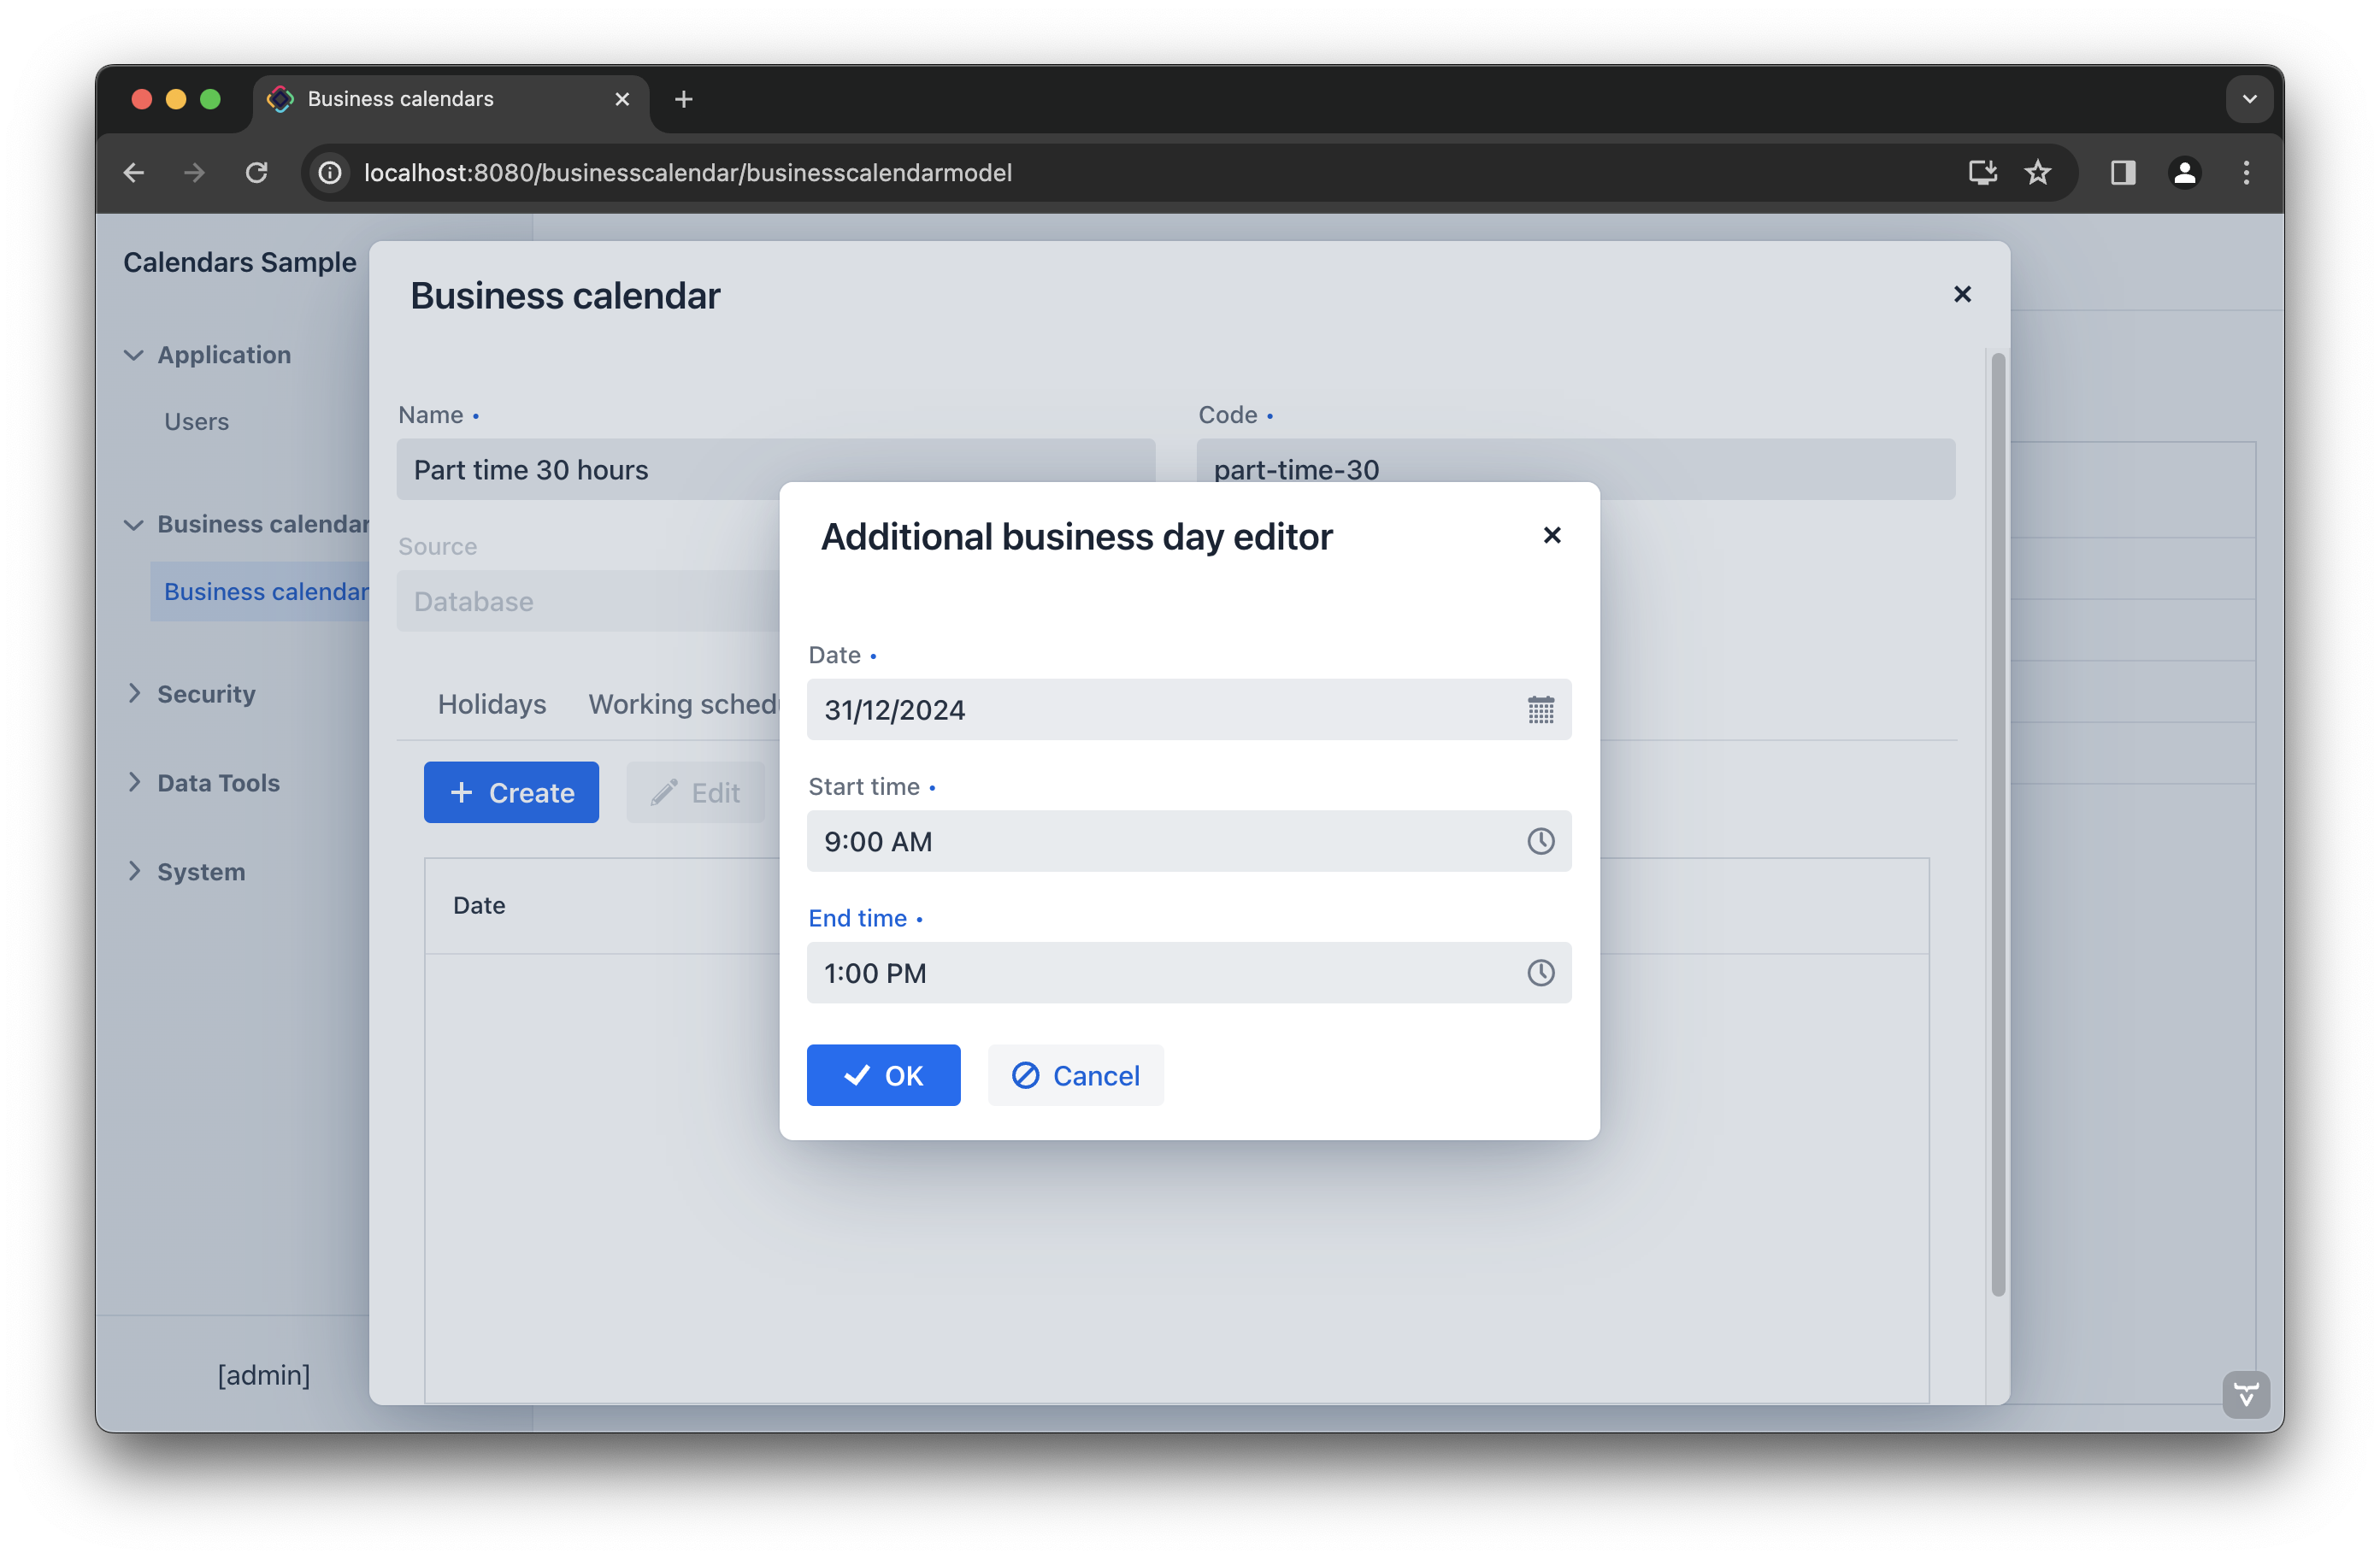 Business calendars
localhost:8080/businesscalendar/businesscalendarmodel
Calendars Sample
Application
Users
Business calendar
Business calendar
Security
Data Tools
System
[admin]
Business calendar
Name •
Part time 30 hours
Code •
part-time-30
Source
Database
Holidays
Working sched
Create
Edit
Date
Additional business day editor
Date •
31/12/2024
Start time •
9:00 AM
End time •
1:00 PM
OK
Cancel